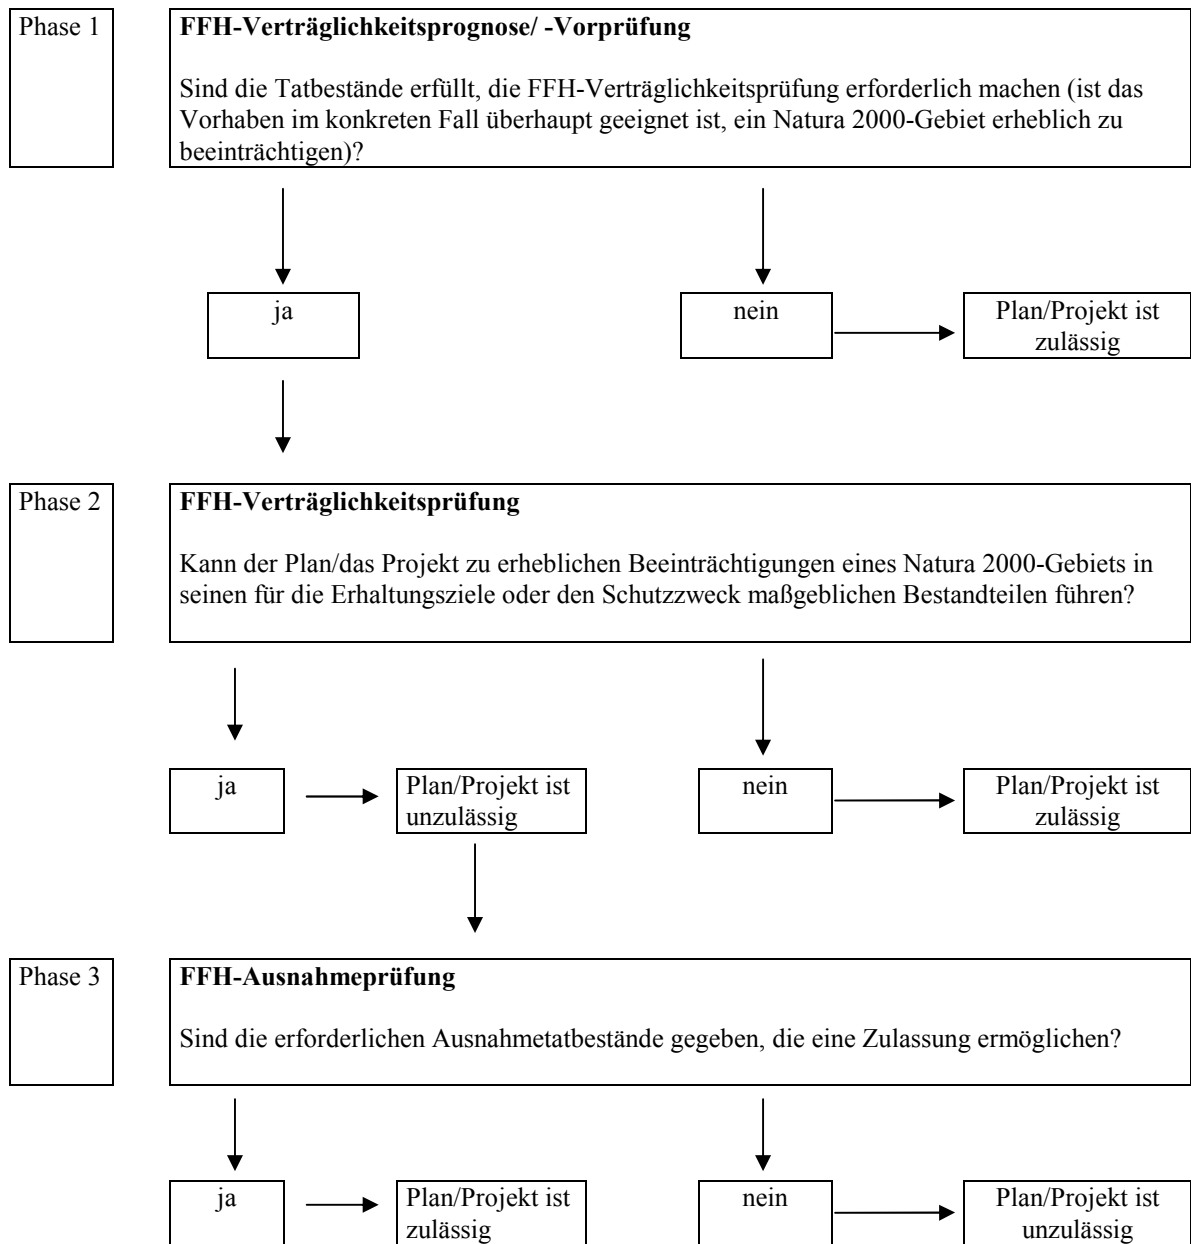 Phase 1
FFH-Verträglichkeitsprognose/ -Vorprüfung
Sind die Tatbestände erfüllt, die FFH-Verträglichkeitsprüfung erforderlich machen (ist das
Vorhaben im konkreten Fall überhaupt geeignet ist, ein Natura 2000-Gebiet erheblich zu
beeinträchtigen)?
ja
nein
Plan/Projekt ist
zulässig
Phase 2
FFH-Verträglichkeitsprüfung
Kann der Plan/das Projekt zu erheblichen Beeinträchtigungen eines Natura 2000-Gebiets in
seinen für die Erhaltungsziele oder den Schutzzweck maßgeblichen Bestandteilen führen?
ja
Plan/Projekt ist
unzulässig
nein
Plan/Projekt ist
zulässig
Phase 3
FFH-Ausnahmeprüfung
Sind die erforderlichen Ausnahmetatbestände gegeben, die eine Zulassung ermöglichen?
ja
Plan/Projekt ist
zulässig
nein
Plan/Projekt ist
unzulässig